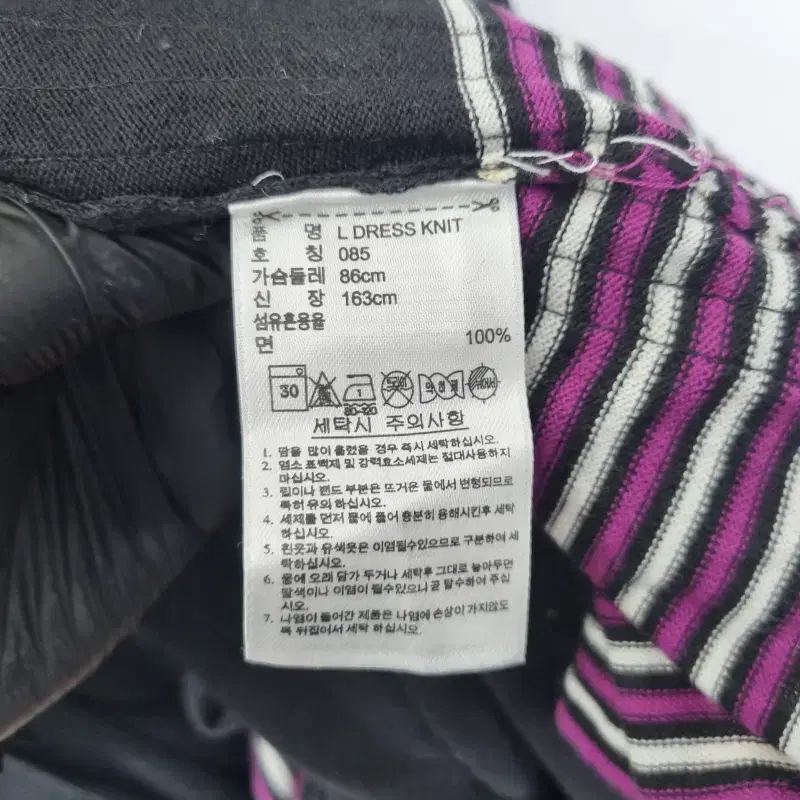 품 명 L DRESS KNIT
호 칭 085
가슴둘레 86cm
신 장 163cm
섬유혼용율
면 100%
30 1 80-120 약하게
세탁시 주의사항
1. 땀을 많이 흘렸을 경우 즉시 세탁하십시오.
2. 염소 표백제 및 강력효소세제는 절대사용하지
마십시오.
3. 립이나 밴드 부분은 뜨거운 물에서 변형되므로
특히 유의 하십시오.
4. 세제를 먼저 물에 풀어 충분히 용해시킨후 세탁
하십시오.
5. 흰옷과 유색옷은 이염될수있으므로 구분하여 세
탁하십시오.
6. 물에 오래 담가 두거나 세탁후 그대로 놓아두면
탈색이나 이염이 될수있으니 곧 탈수하여 주십
시오.
7. 나염이 들어간 제품은 나염에 손상이 가지않도
록 뒤집어서 세탁 하십시오.